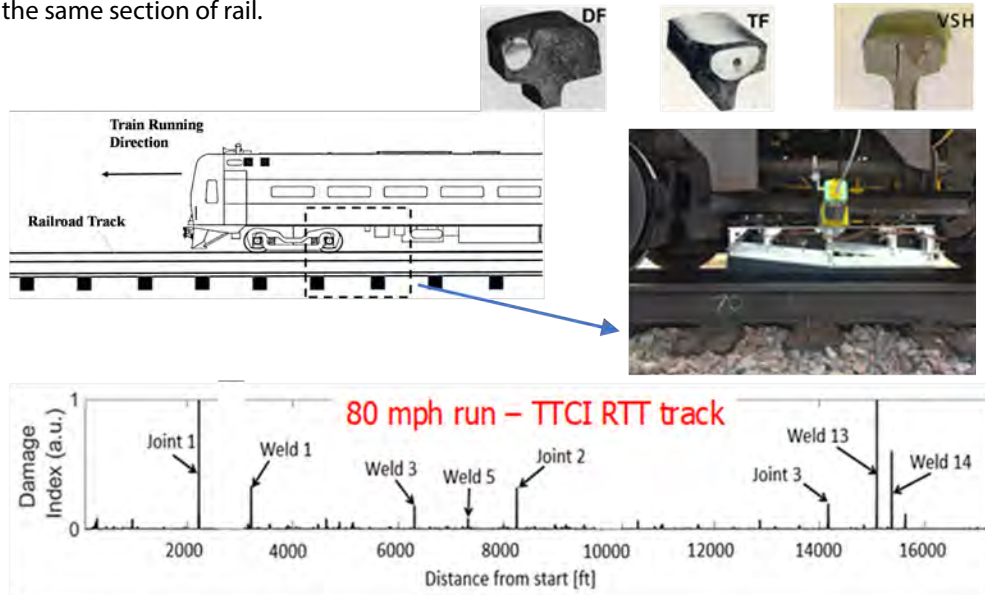 the same section of rail.
DF
TF
VSH
Train Running
Direction
Railroad Track
80 mph run – TTCI RTT track
Damage
Index (a.u.)
1
0
Joint 1
Weld 1
Weld 3
Weld 5
Joint 2
Joint 3
Weld 13
Weld 14
2000 4000 6000 8000 10000 12000 14000 16000
Distance from start [ft]